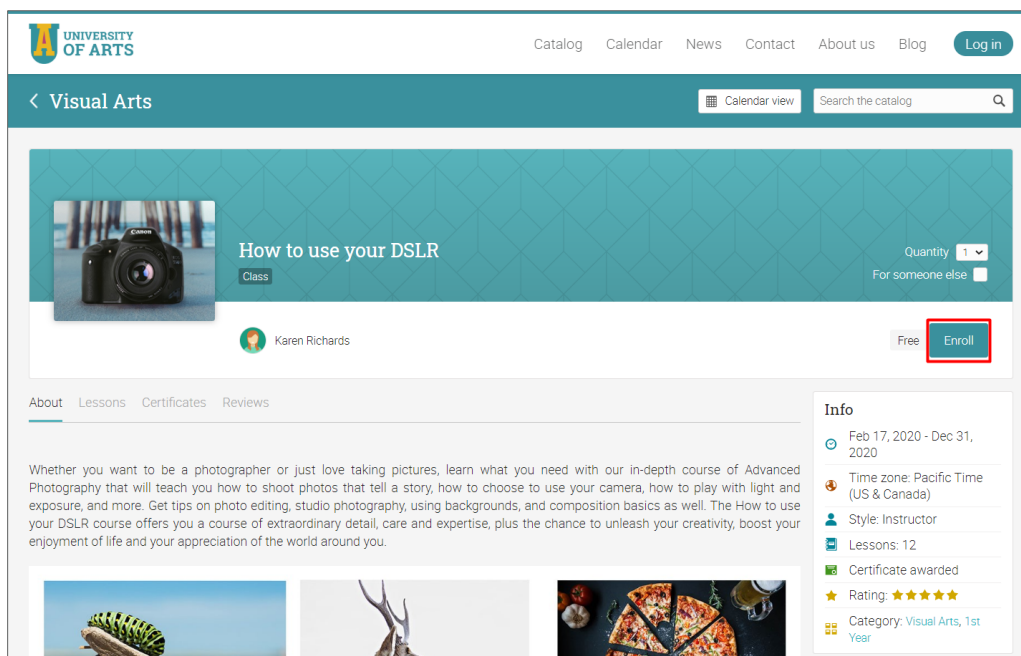 UNIVERSITY
OF ARTS
Catalog Calendar News Contact About us Blog Log in
Visual Arts
Calendar view
Search the catalog
Canon
How to use your DSLR
Class
Quantity 1
For someone else
Karen Richards
Free Enroll
About Lessons Certificates Reviews
Whether you want to be a photographer or just love taking pictures, learn what you need with our in-depth course of Advanced
Photography that will teach you how to shoot photos that tell a story, how to choose to use your camera, how to play with light and
exposure, and more. Get tips on photo editing, studio photography, using backgrounds, and composition basics as well. The How to use
your DSLR course offers you a course of extraordinary detail, care and expertise, plus the chance to unleash your creativity, boost your
enjoyment of life and your appreciation of the world around you.
Info
Feb 17, 2020 - Dec 31,
2020
Time zone: Pacific Time
(US & Canada)
Style: Instructor
Lessons: 12
Certificate awarded
Rating:
Category: Visual Arts, 1st
Year